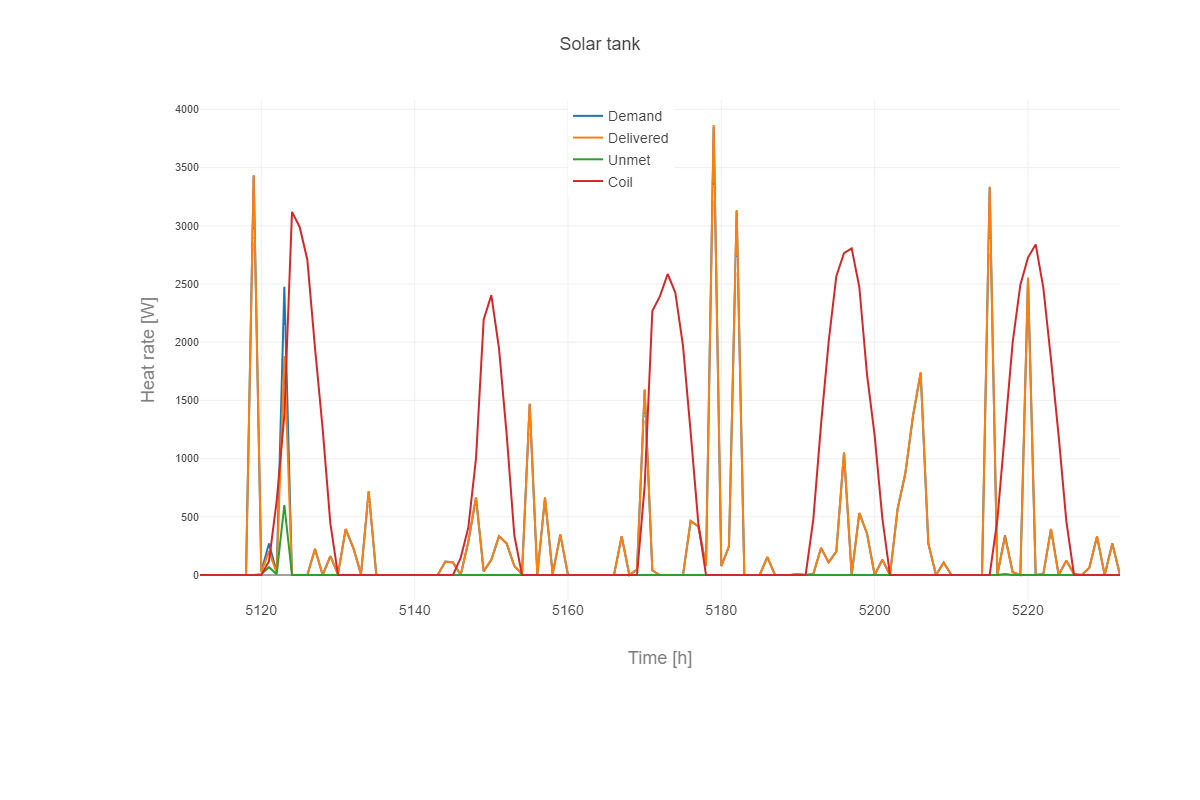 Solar tank
4000
3500
3000
2500
2000
1500
1000
500
0
Heat rate [W]
Demand
Delivered
Unmet
Coil
5120
5140
5160
5180
5200
5220
Time [h]